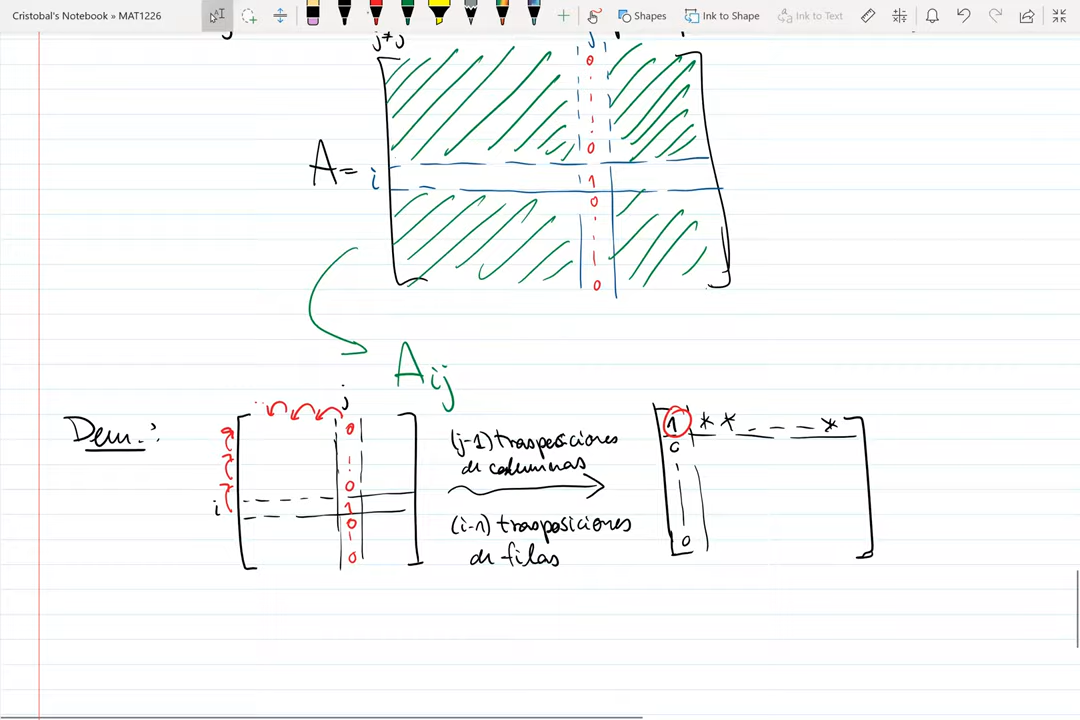 Cristobal's Notebook » MAT1226
Shapes
Ink to Shape
Ink to Text
j*j
j
0
0
A= i
1
0
0
A ij
Dem.:
j
0
0
i
1
0
0
(j-1) trasposiciones
de columnas
(i-1) trasposiciones
de filas
1 * * - - - *
0
0